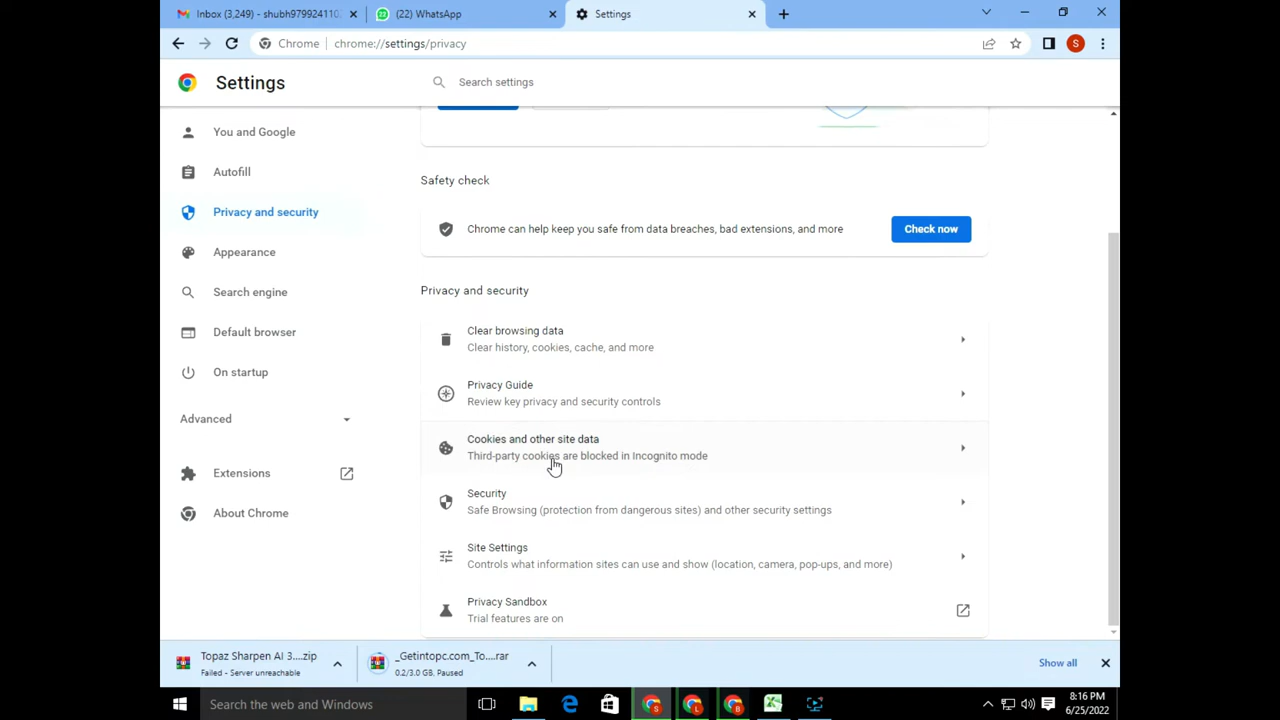 Inbox (3,249) - shubh9799241102
(22) WhatsApp
Settings
Chrome
chrome://settings/privacy
S
Settings
Search settings
You and Google
Autofill
Privacy and security
Appearance
Search engine
Default browser
On startup
Advanced
Extensions
About Chrome
Safety check
Chrome can help keep you safe from data breaches, bad extensions, and more
Check now
Privacy and security
Clear browsing data
Clear history, cookies, cache, and more
Privacy Guide
Review key privacy and security controls
Cookies and other site data
Third-party cookies are blocked in Incognito mode
Security
Safe Browsing (protection from dangerous sites) and other security settings
Site Settings
Controls what information sites can use and show (location, camera, pop-ups, and more)
Privacy Sandbox
Trial features are on
Topaz Sharpen AI 3....zip
Failed - Server unreachable
_Getintopc.com_To....rar
0.2/3.0 GB, Paused
Show all
Search the web and Windows
8:16 PM
6/25/2022